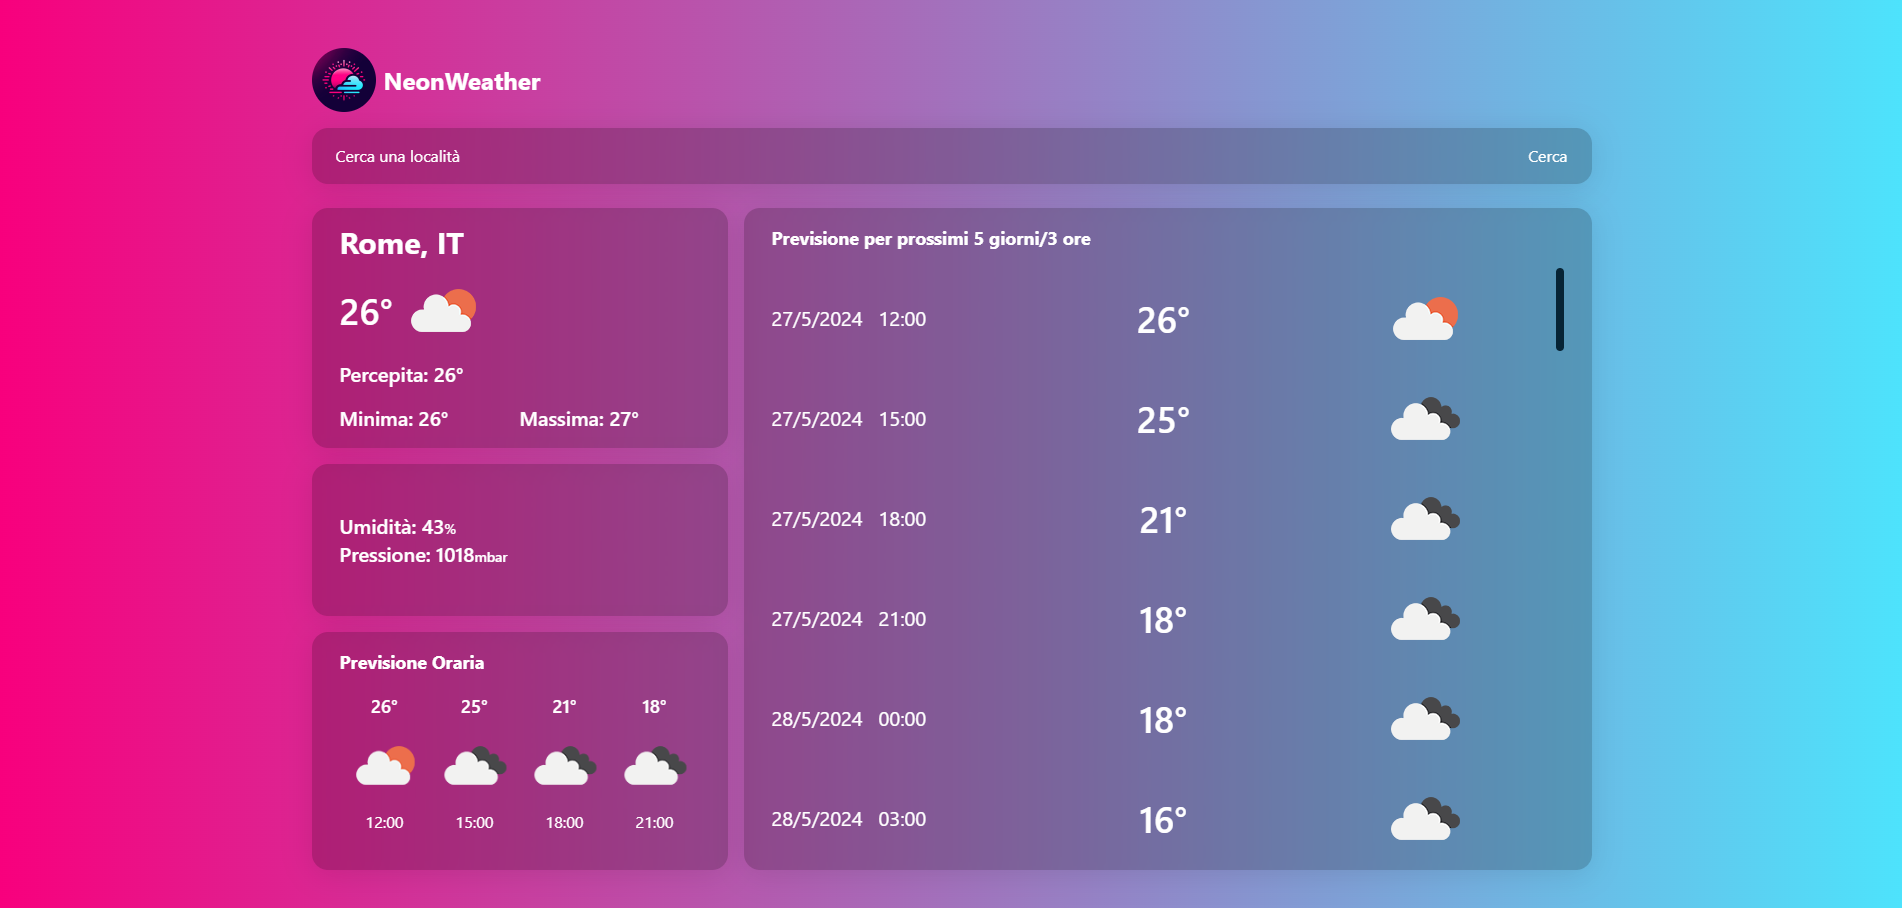 NeonWeather
Cerca una località
Cerca
Rome, IT
26°
Percepita: 26°
Minima: 26° Massima: 27°
Umidità: 43%
Pressione: 1018mbar
Previsione Oraria
26° 25° 21° 18°
12:00 15:00 18:00 21:00
Previsione per prossimi 5 giorni/3 ore
27/5/2024 12:00 26°
27/5/2024 15:00 25°
27/5/2024 18:00 21°
27/5/2024 21:00 18°
28/5/2024 00:00 18°
28/5/2024 03:00 16°